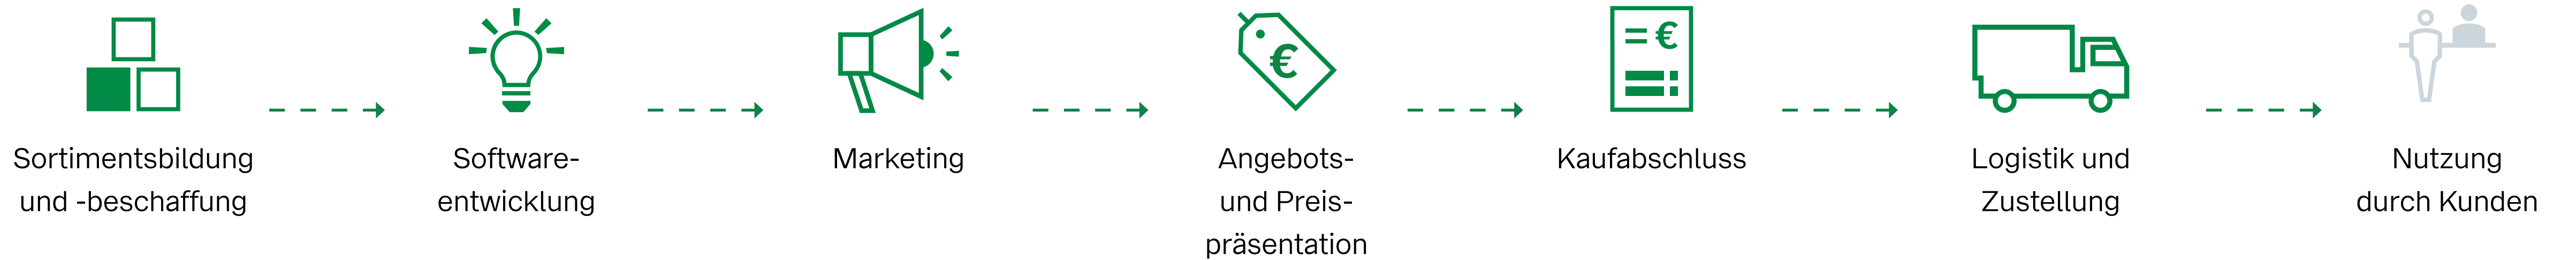 €
= €
Sortimentsbildung
und -beschaffung
Software-
entwicklung
Marketing
Angebots-
und Preis-
präsentation
Kaufabschluss
Logistik und
Zustellung
Nutzung
durch Kunden